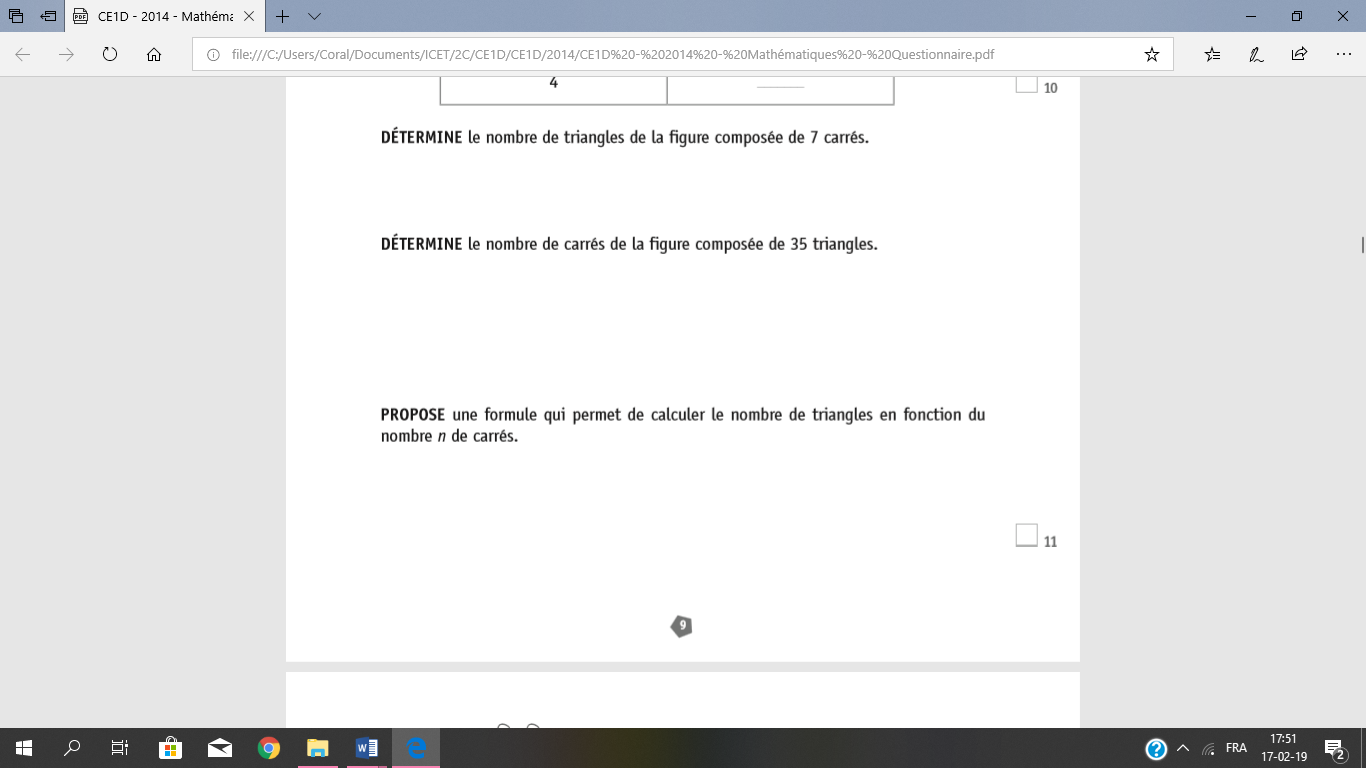 CE1D - 2014 - Mathéma
file:///C:/Users/Coral/Documents/ICET/2C/CE1D/CE1D/2014/CE1D%20-%202014%20-%20Mathématiques%20-%20Questionnaire.pdf
4
10
DÉTERMINE le nombre de triangles de la figure composée de 7 carrés.
DÉTERMINE le nombre de carrés de la figure composée de 35 triangles.
PROPOSE une formule qui permet de calculer le nombre de triangles en fonction du
nombre n de carrés.
11
9
FRA
17:51
17-02-19
2